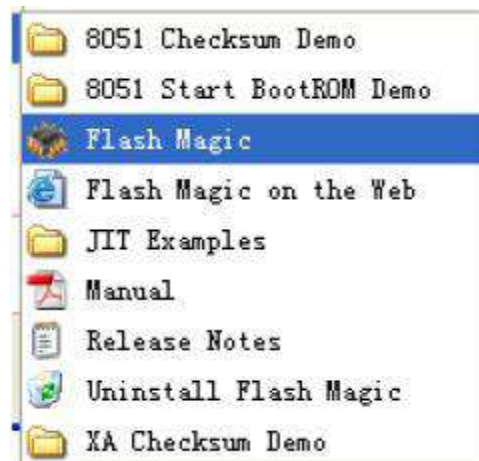 8051 Checksum Demo
8051 Start BootROM Demo
Flash Magic
Flash Magic on the Web
JIT Examples
Manual
Release Notes
Uninstall Flash Magic
XA Checksum Demo